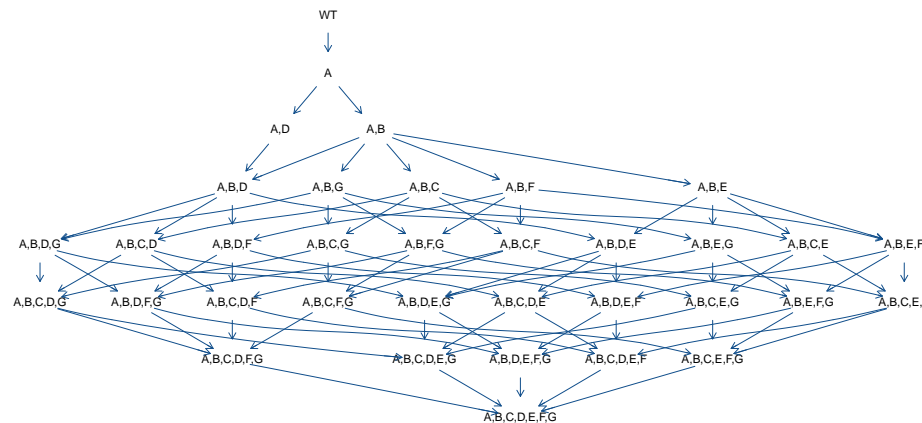 WT
A
A,D A,B
A,B,D A,B,G A,B,C A,B,F A,B,E
A,B,D,G A,B,C,D A,B,D,F A,B,C,G A,B,F,G A,B,C,F A,B,D,E A,B,E,G A,B,C,E A,B,E,F
A,B,C,D,G A,B,D,F,G A,B,C,D,F A,B,C,F,G A,B,D,E,G A,B,C,D,E A,B,D,E,F A,B,C,E,G A,B,E,F,G A,B,C,E,
A,B,C,D,F,G A,B,C,D,E,G A,B,D,E,F,G A,B,C,D,E,F A,B,C,E,F,G
A,B,C,D,E,F,G